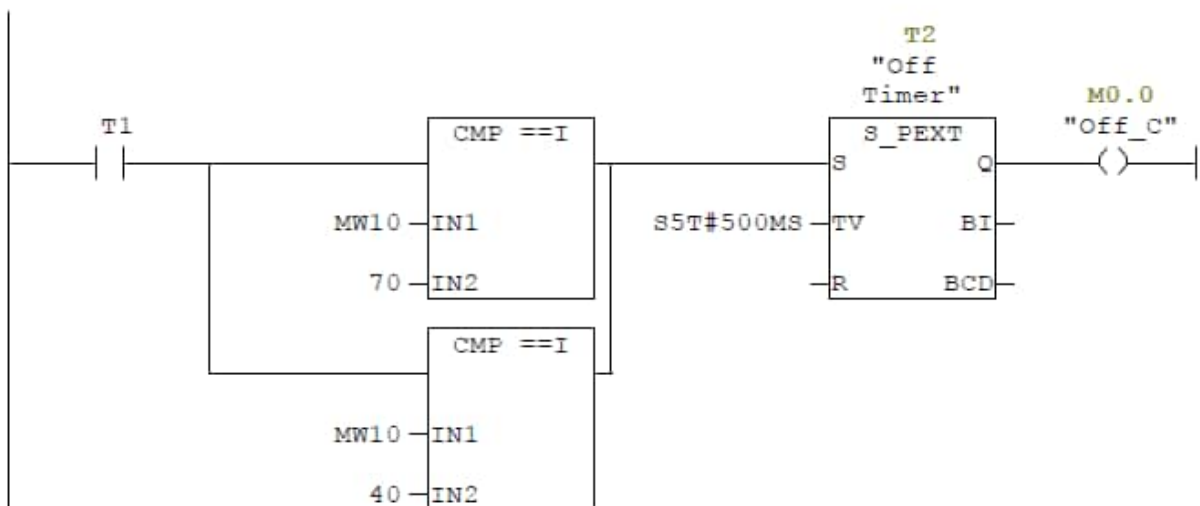 T2
"Off
Timer"
M0.0
"Off_C"
T1
CMP ==I
S_PEXT
S
Q
MW10
IN1
S5T#500MS
TV
BI
70
IN2
R
BCD
CMP ==I
MW10
IN1
40
IN2